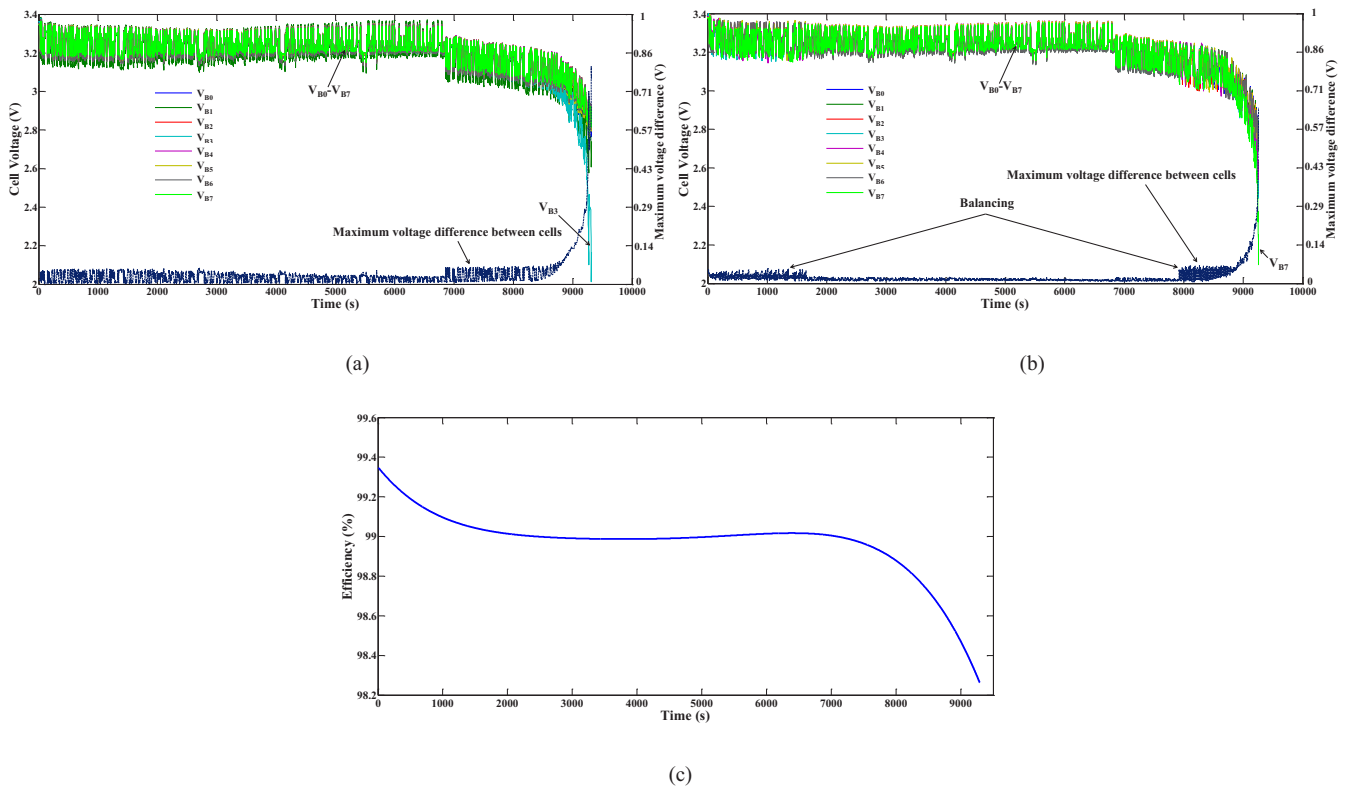 3.4
3.2
3
2.8
2.6
2.4
2.2
2
Cell Voltage (V)
1
0.86
0.71
0.57
0.43
0.29
0.14
0
Maximum voltage difference (V)
V_B0-V_B7
V_B0
V_B1
V_B2
V_B3
V_B4
V_B5
V_B6
V_B7
V_B3
Maximum voltage difference between cells
0 1000 2000 3000 4000 5000 6000 7000 8000 9000 10000
Time (s)
(a)
3.4
3.2
3
2.8
2.6
2.4
2.2
2
Cell Voltage (V)
1
0.86
0.71
0.57
0.43
0.29
0.14
0
Maximum voltage difference (V)
V_B0-V_B7
V_B0
V_B1
V_B2
V_B3
V_B4
V_B5
V_B6
V_B7
Maximum voltage difference between cells
Balancing
V_B7
0 1000 2000 3000 4000 5000 6000 7000 8000 9000 10000
Time (s)
(b)
99.6
99.4
99.2
99
98.8
98.6
98.4
98.2
Efficiency (%)
0 1000 2000 3000 4000 5000 6000 7000 8000 9000
Time (s)
(c)